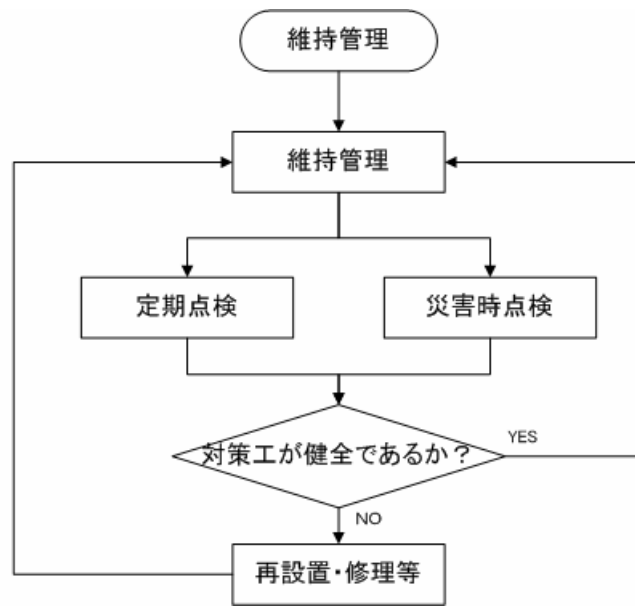 維持管理
維持管理
定期点検
災害時点検
対策工が健全であるか？
YES
NO
再設置・修理等